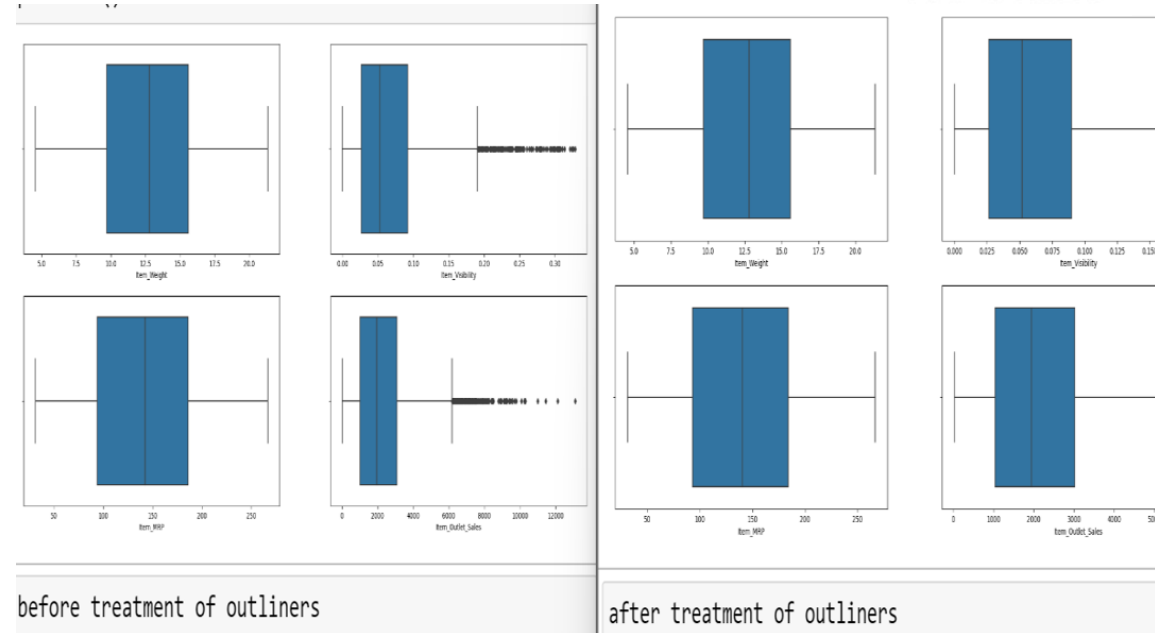 5.0 7.5 10.0 12.5 15.0 17.5 20.0
Item_Weight
0.00 0.05 0.10 0.15 0.20 0.25 0.30
Item_Visibility
50 100 150 200 250
Item_MRP
0 2000 4000 6000 8000 10000 12000
Item_Outlet_Sales
before treatment of outliners
5.0 7.5 10.0 12.5 15.0 17.5 20.0
Item_Weight
0.000 0.025 0.050 0.075 0.100 0.125
Item_Visibility
50 100 150 200 250
Item_MRP
0 1000 2000 3000 4000
Item_Outlet_Sales
after treatment of outliners